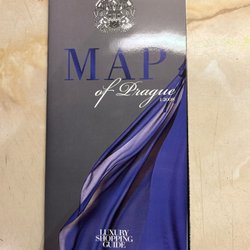 MAP
of Prague
LUXURY
SHOPPING
GUIDE